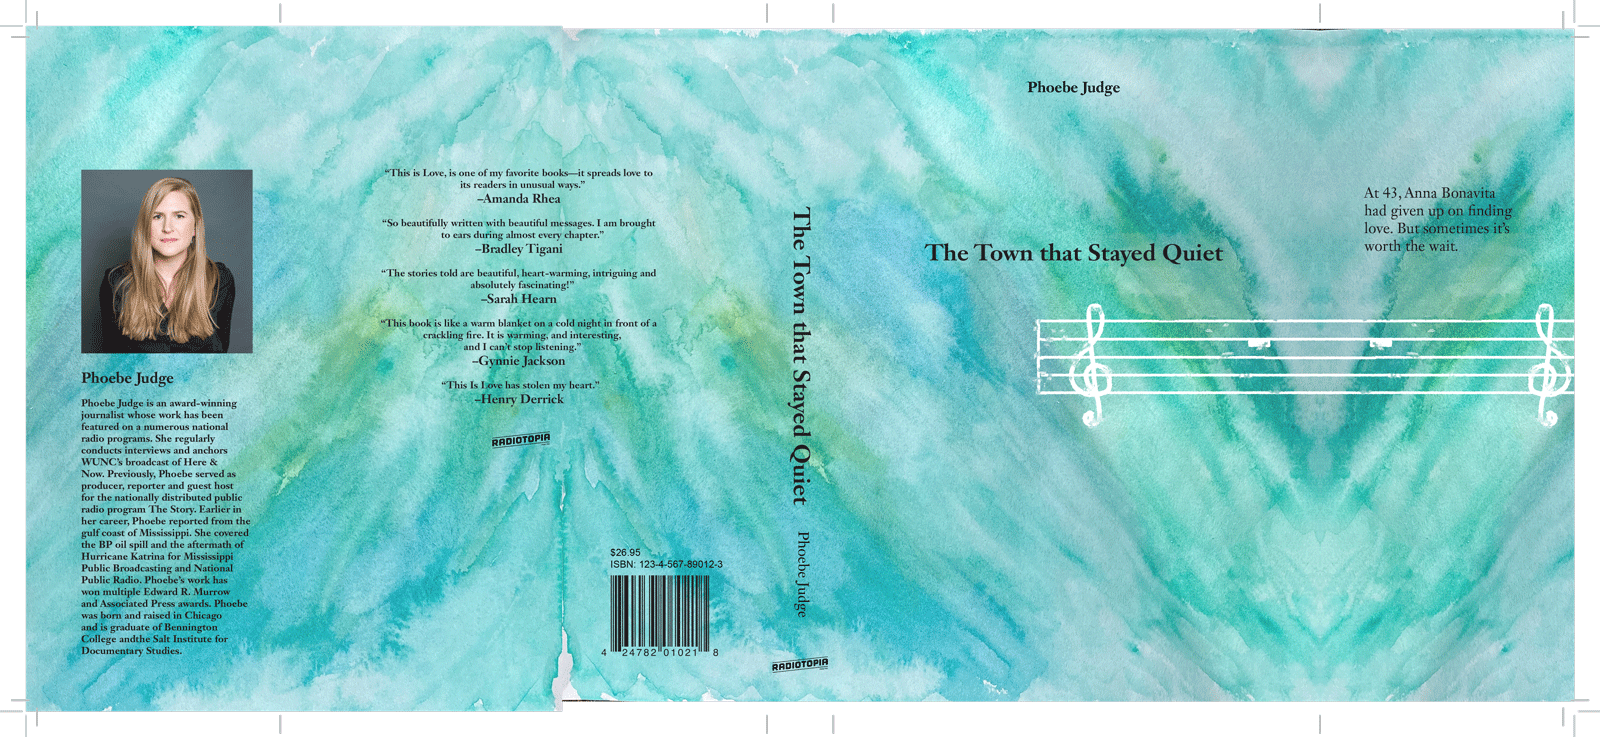 Phoebe Judge
Phoebe Judge is an award-winning
journalist whose work has been
featured on a numerous national
radio programs. She regularly
conducts interviews and anchors
WUNC's broadcast of Here &
Now. Previously, Phoebe served as
producer, reporter and guest host
for the nationally distributed public
radio program The Story. Earlier in
her career, Phoebe reported from the
gulf coast of Mississippi. She covered
the BP oil spill and the aftermath of
Hurricane Katrina for Mississippi
Public Broadcasting and National
Public Radio. Phoebe's work has
won multiple Edward R. Murrow
and Associated Press awards. Phoebe
was born and raised in Chicago
and is graduate of Bennington
College andthe Salt Institute for
Documentary Studies.
“This is Love, is one of my favorite books—it spreads love to
its readers in unusual ways.”
–Amanda Rhea
“So beautifully written with beautiful messages. I am brought
to ears during almost every chapter.”
–Bradley Tigani
“The stories told are beautiful, heart-warming, intriguing and
absolutely fascinating!”
–Sarah Hearn
“This book is like a warm blanket on a cold night in front of a
crackling fire. It is warming, and interesting,
and I can't stop listening.”
–Gynnie Jackson
“This Is Love has stolen my heart.”
–Henry Derrick
RADIOTOPIA
$26.95
ISBN: 123-4-567-89012-3
4 24782 01021 8
The Town that Stayed Quiet
Phoebe Judge
RADIOTOPIA
Phoebe Judge
The Town that Stayed Quiet
At 43, Anna Bonavita
had given up on finding
love. But sometimes it's
worth the wait.